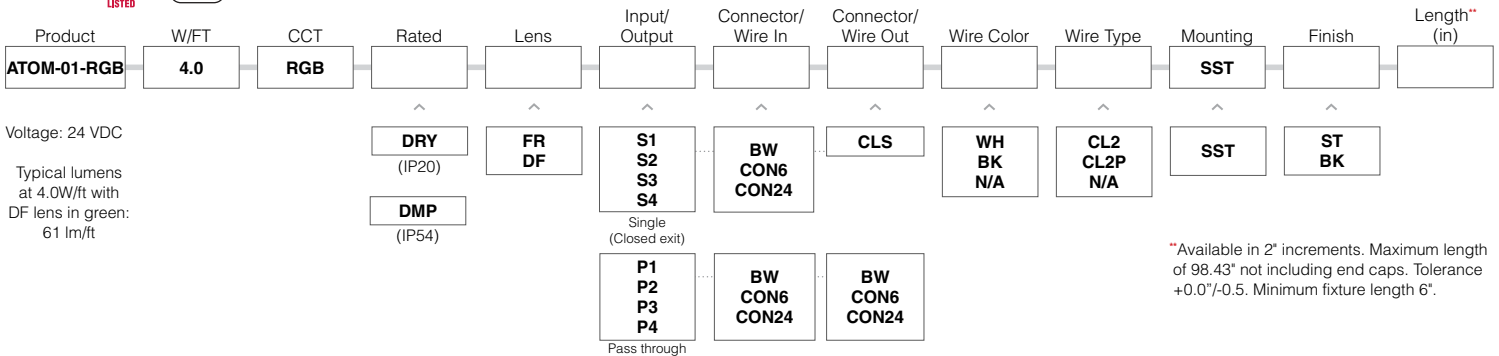 LISTED
Product W/FT CCT Rated Lens Input/ Output Connector/ Wire In Connector/ Wire Out Wire Color Wire Type Mounting Finish Length** (in)
ATOM-01-RGB 4.0 RGB SST
Voltage: 24 VDC
Typical lumens
at 4.0W/ft with
DF lens in green:
61 lm/ft
DRY
(IP20)
DMP
(IP54)
FR
DF
S1
S2
S3
S4
Single
(Closed exit)
P1
P2
P3
P4
Pass through
BW
CON6
CON24
BW
CON6
CON24
CLS
BW
CON6
CON24
WH
BK
N/A
CL2
CL2P
N/A
SST
ST
BK
**Available in 2" increments. Maximum length
of 98.43" not including end caps. Tolerance
+0.0"/-0.5. Minimum fixture length 6".